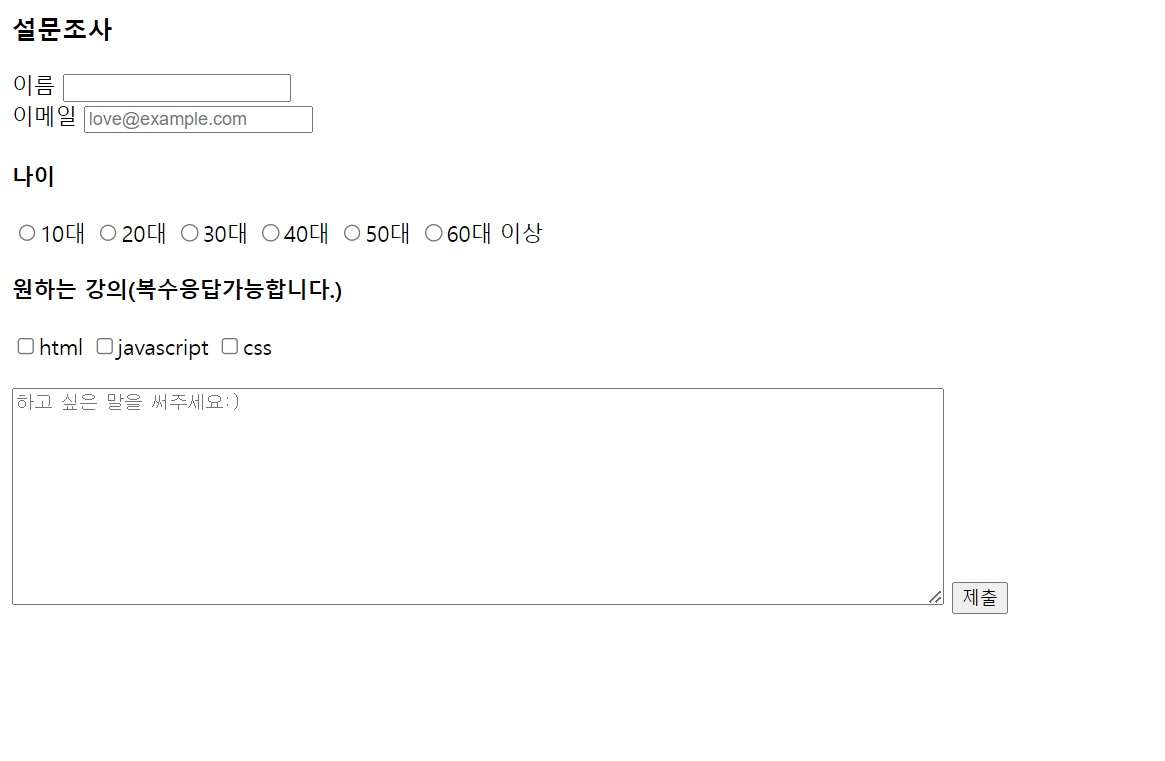 설문조사
이름
이메일 love@example.com
나이
10대 20대 30대 40대 50대 60대 이상
원하는 강의(복수응답가능합니다.)
html javascript css
하고 싶은 말을 써주세요:)
제출